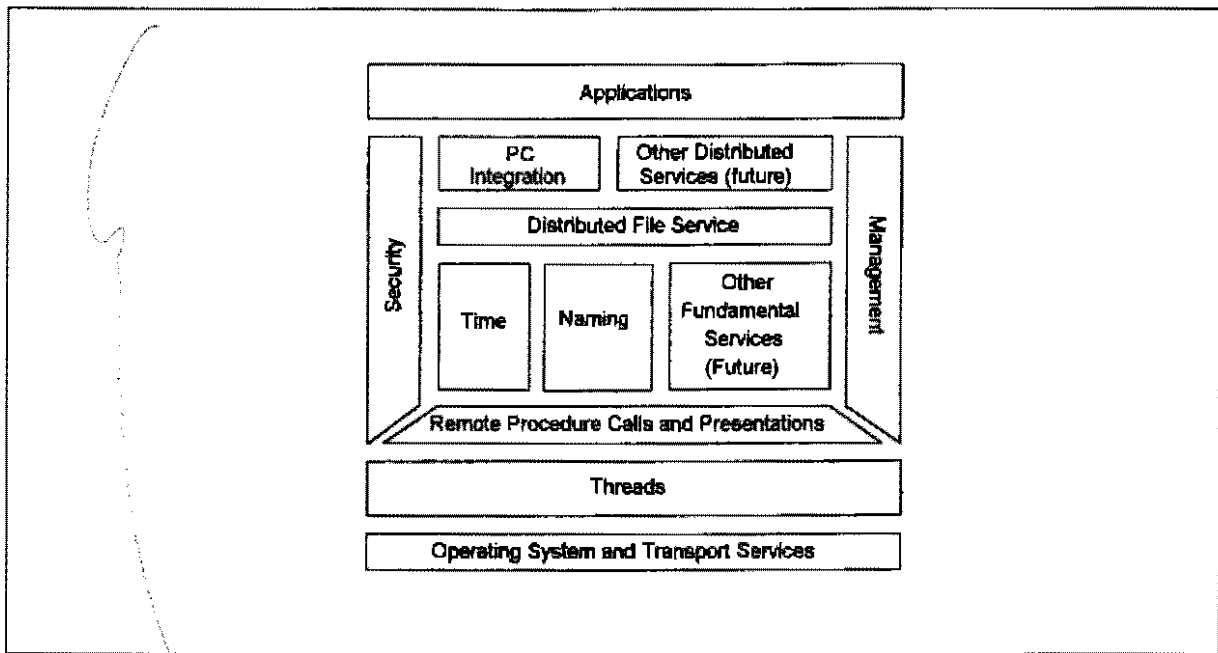 Applications
PC
Integration
Other Distributed
Services (future)
Distributed File Service
Security
Management
Time
Naming
Other
Fundamental
Services
(Future)
Remote Procedure Calls and Presentations
Threads
Operating System and Transport Services